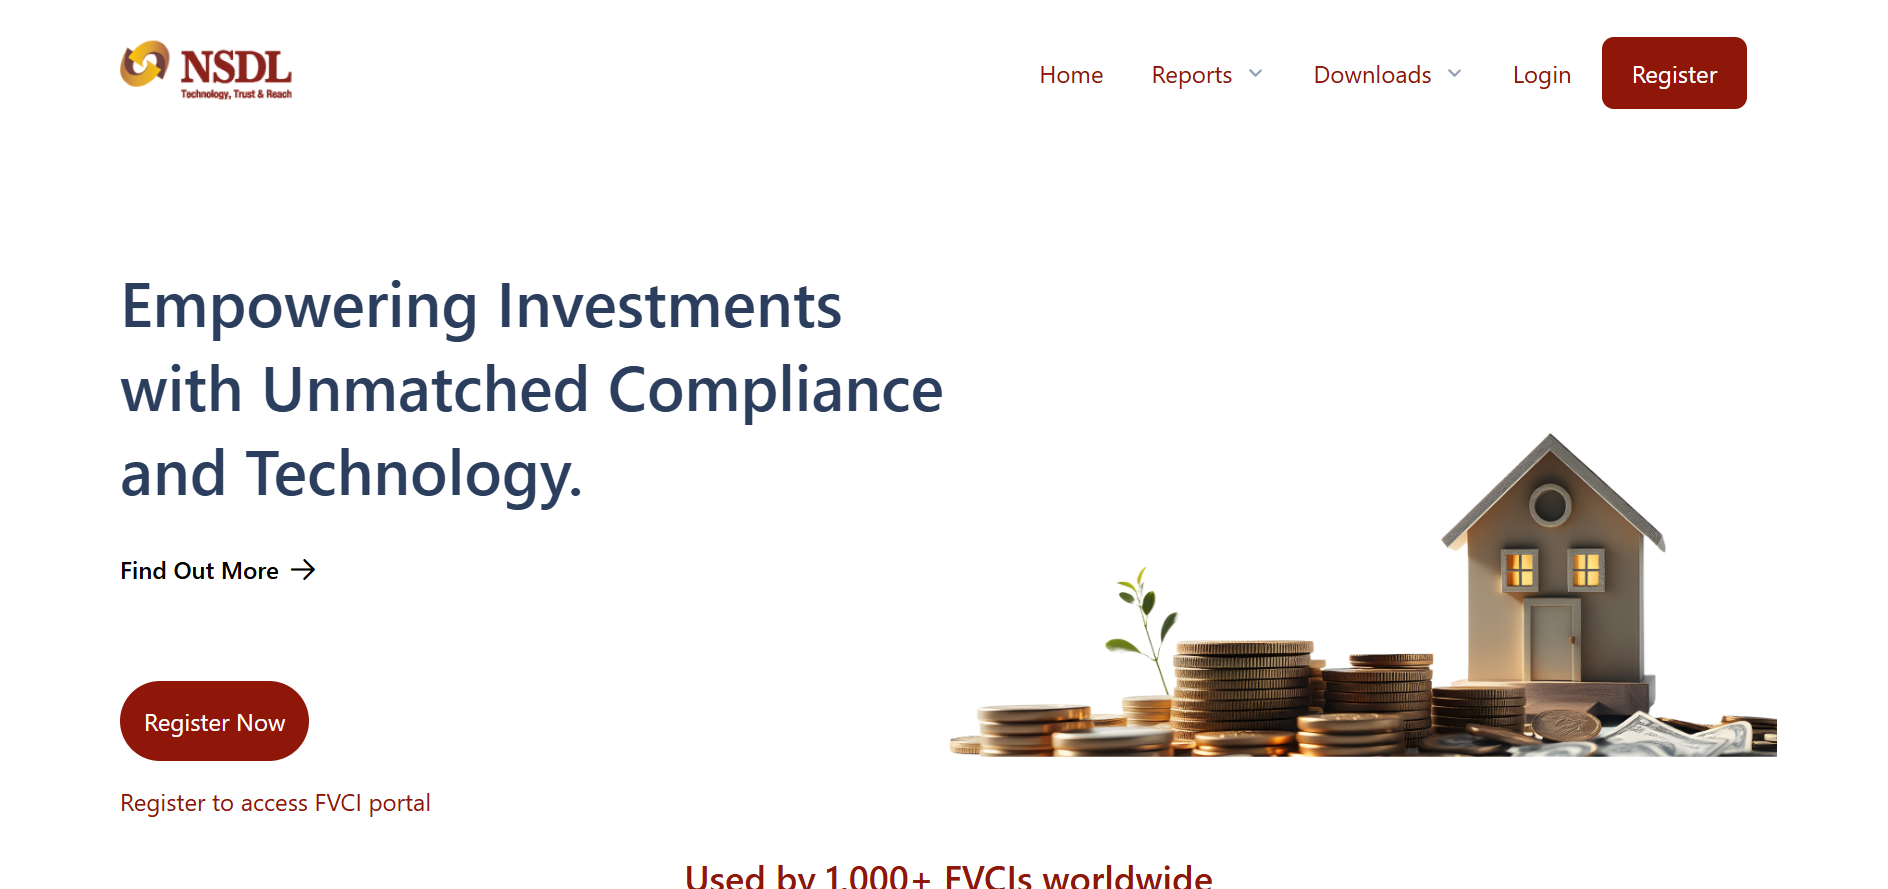 NSDL
Technology, Trust & Reach
Home
Reports
Downloads
Login
Register
Empowering Investments
with Unmatched Compliance
and Technology.
Find Out More
Register Now
Register to access FVCI portal
Used by 1,000+ FVCIs worldwide